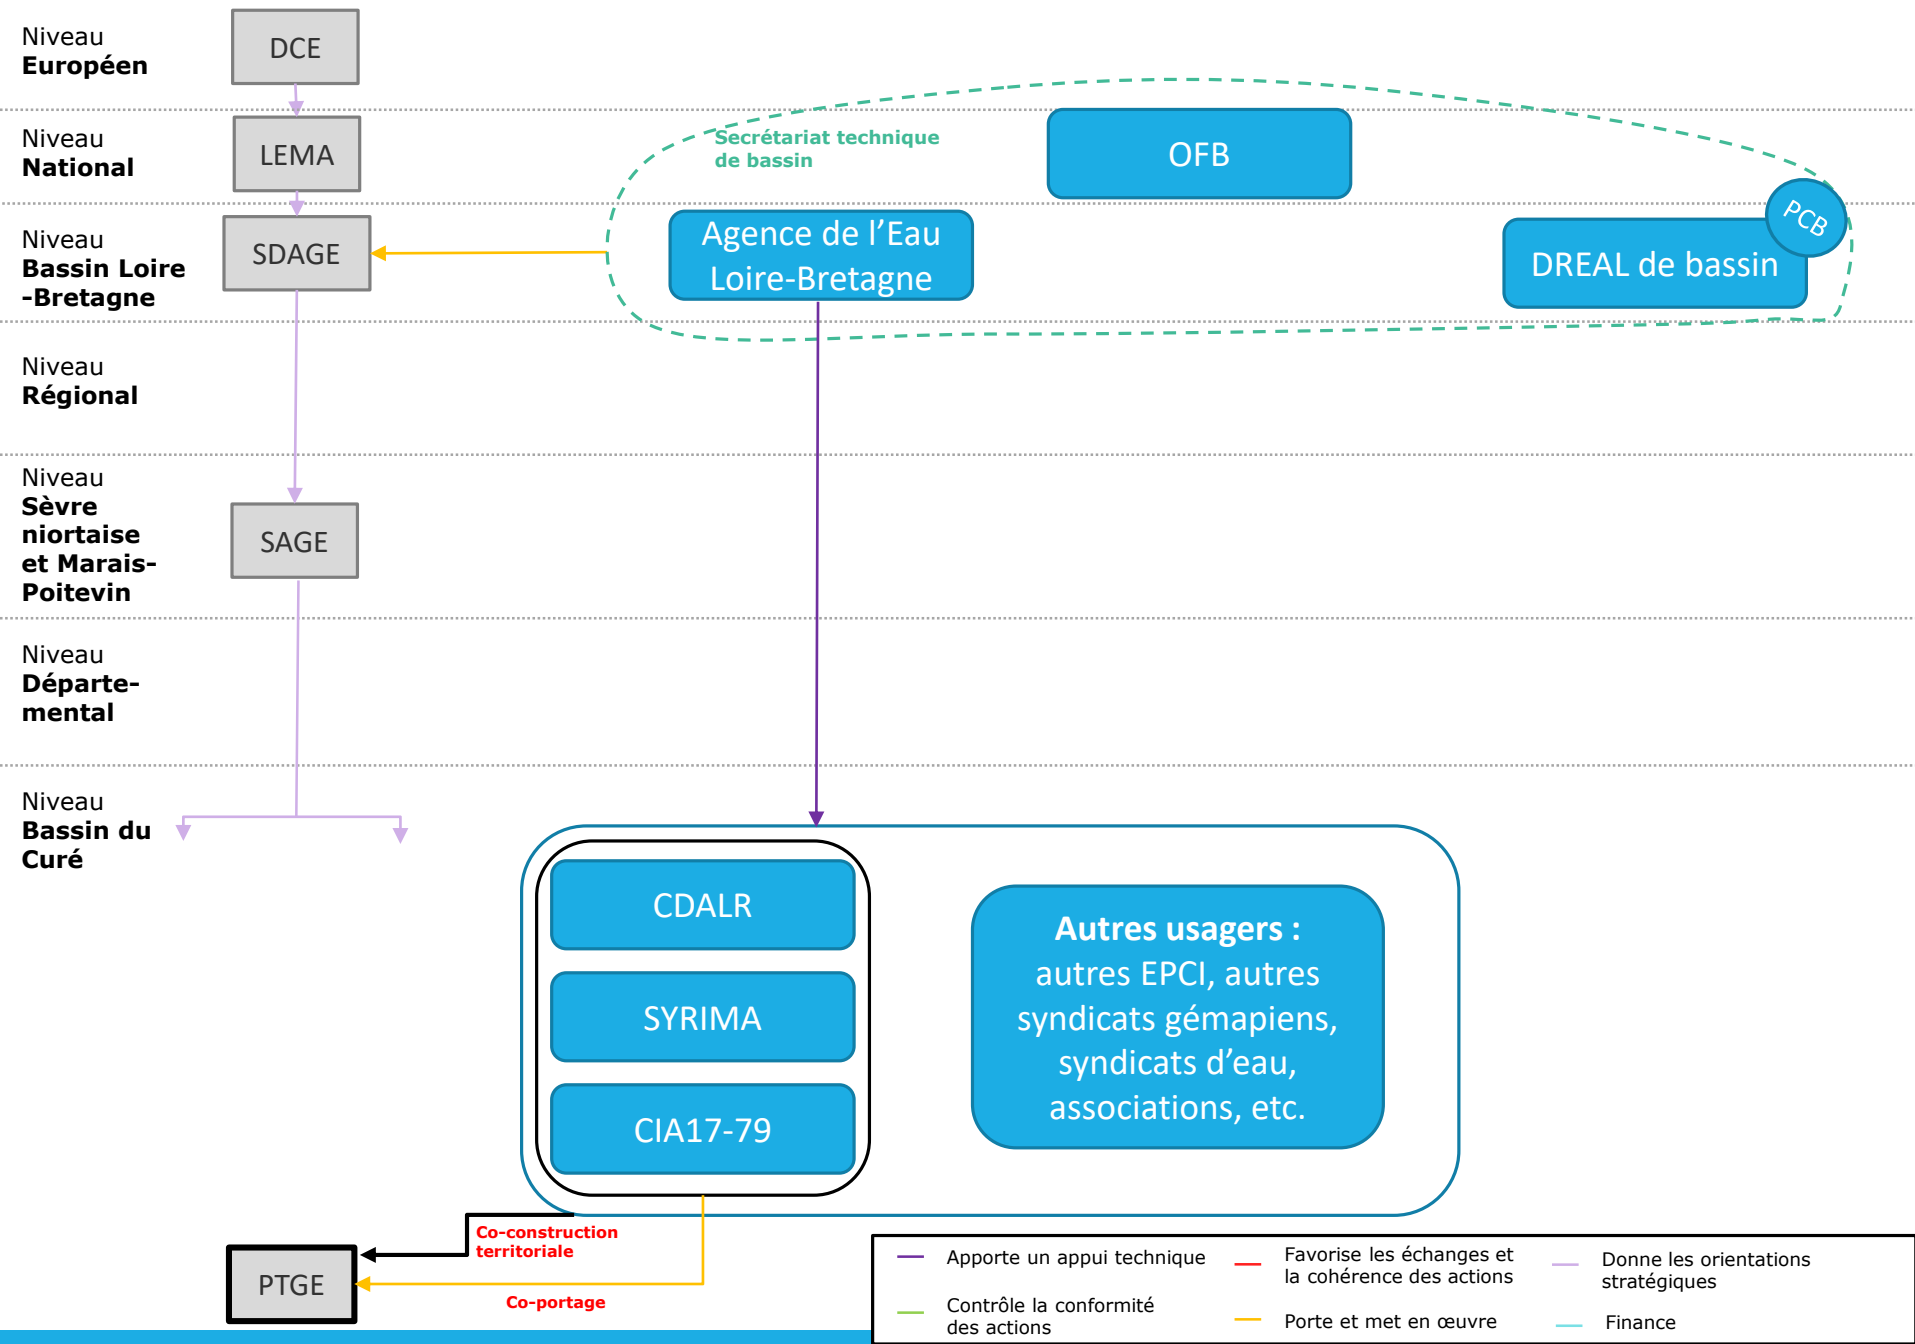 Niveau
Européen
DCE
Niveau
National
LEMA
Secrétariat technique
de bassin
OFB
Niveau
Bassin Loire
-Bretagne
SDAGE
Agence de l’Eau
Loire-Bretagne
DREAL de bassin
PCB
Niveau
Régional
Niveau
Sèvre
niortaise
et Marais-
Poitevin
SAGE
Niveau
Départe-
mental
Niveau
Bassin du
Curé
CDALR
SYRIMA
CIA17-79
Autres usagers :
autres EPCI, autres
syndicats gémapiens,
syndicats d’eau,
associations, etc.
Co-construction
territoriale
PTGE
Co-portage
Apporte un appui technique
Favorise les échanges et
la cohérence des actions
Donne les orientations
stratégiques
Contrôle la conformité
des actions
Porte et met en œuvre
Finance